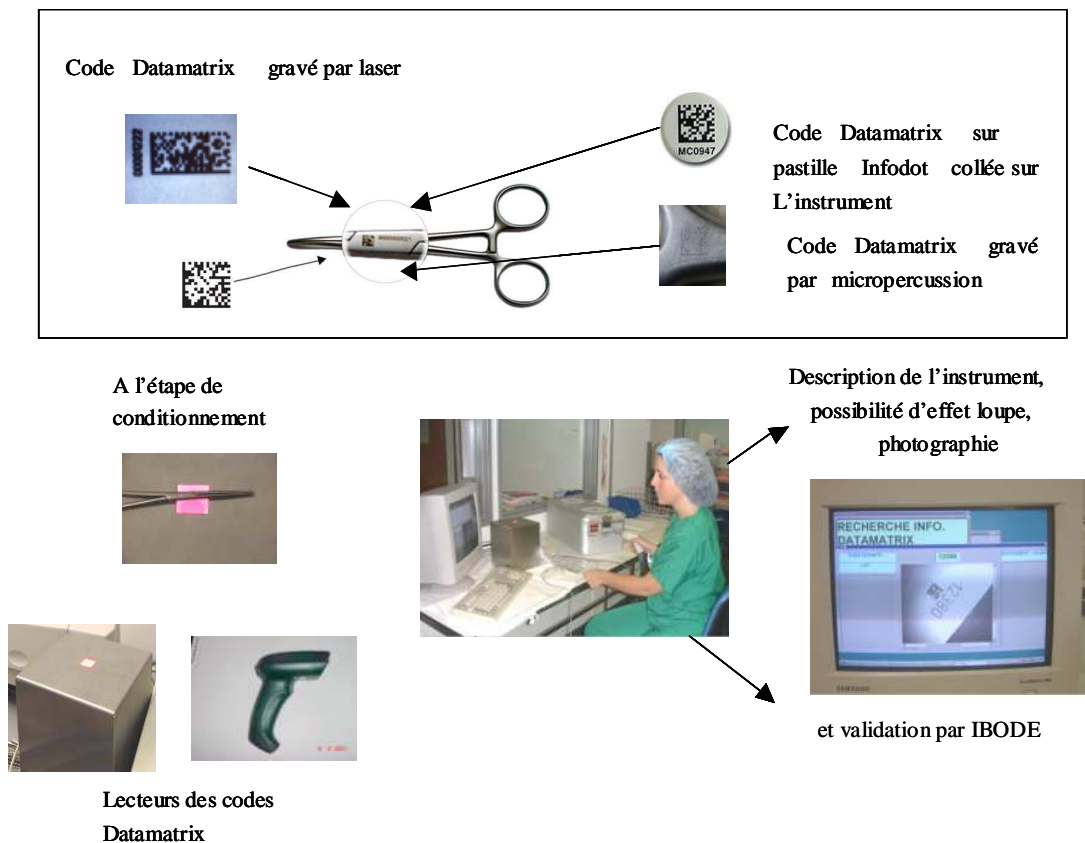 Code Datamatrix gravé par laser
00000222
MC0947
Code Datamatrix sur
pastille Infodot collée sur
L’instrument
Code Datamatrix gravé
par micropercussion
A l’étape de
conditionnement
Description de l’instrument,
possibilité d’effet loupe,
photographie
RECHERCHE INFO.
DATAMATRIX
12380
et validation par IBODE
Lecteurs des codes
Datamatrix